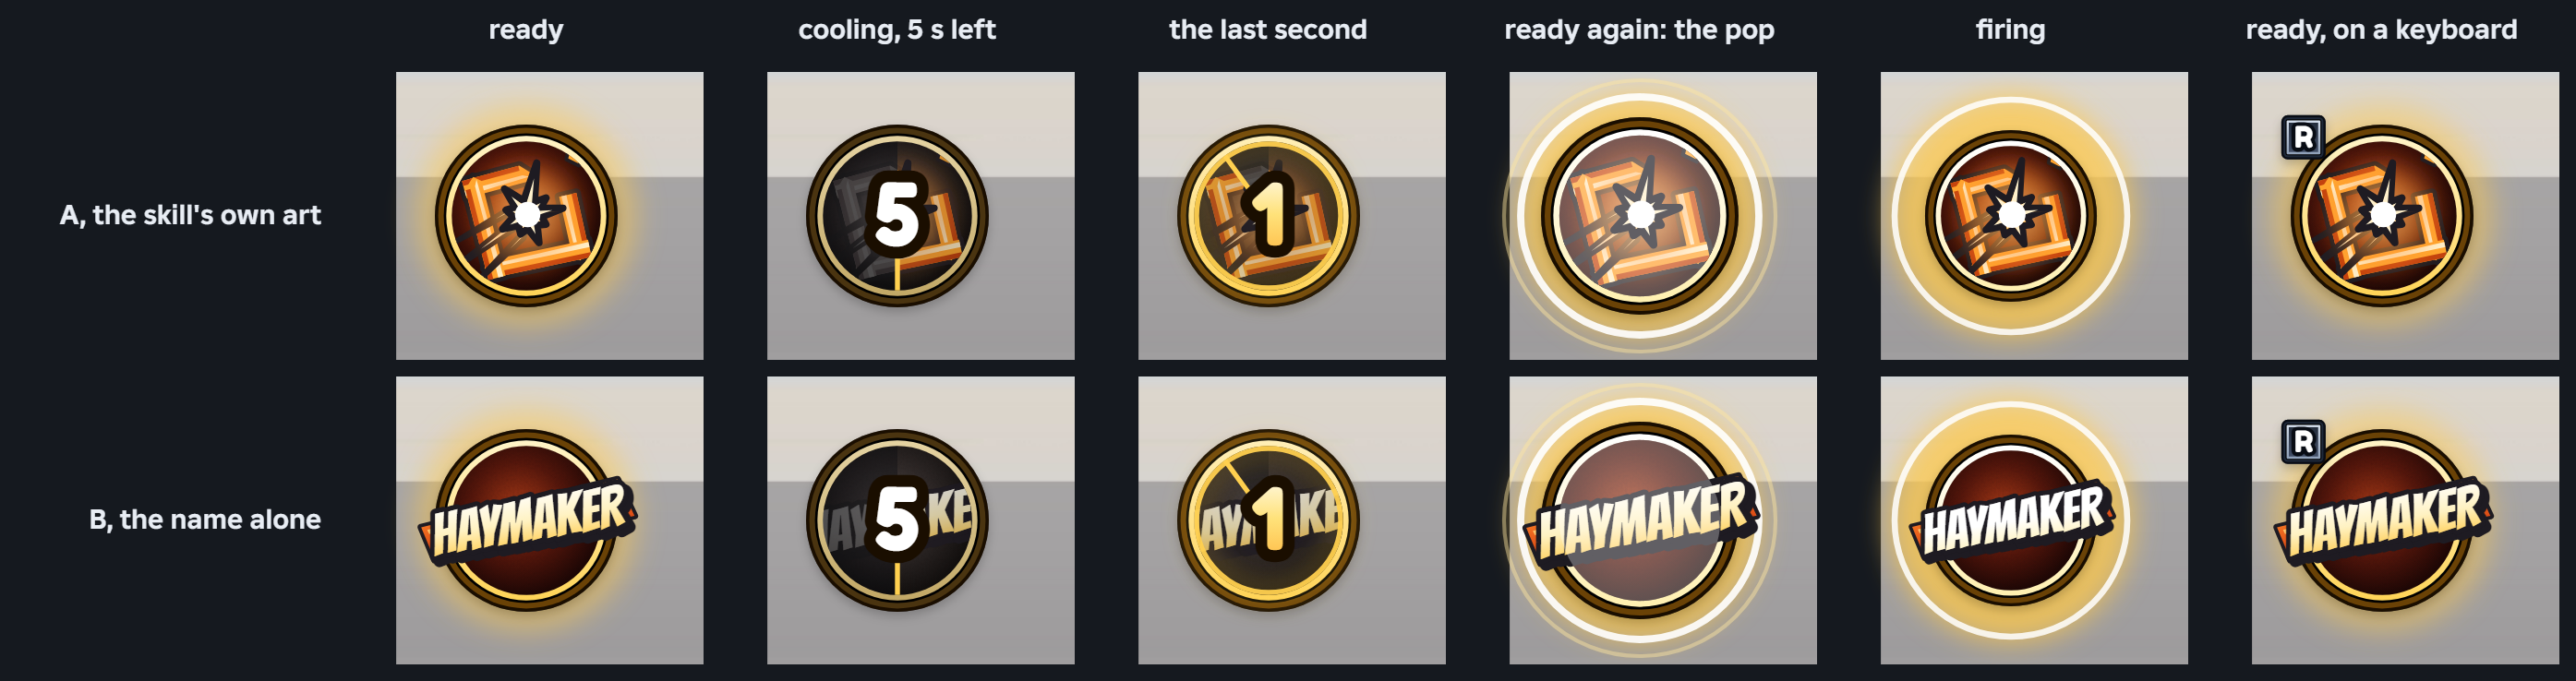 ready
cooling, 5 s left
the last second
ready again: the pop
firing
ready, on a keyboard
A, the skill's own art
5
1
R
B, the name alone
HAYMAKER
5
1
HAYMAKER
HAYMAKER
R
HAYMAKER